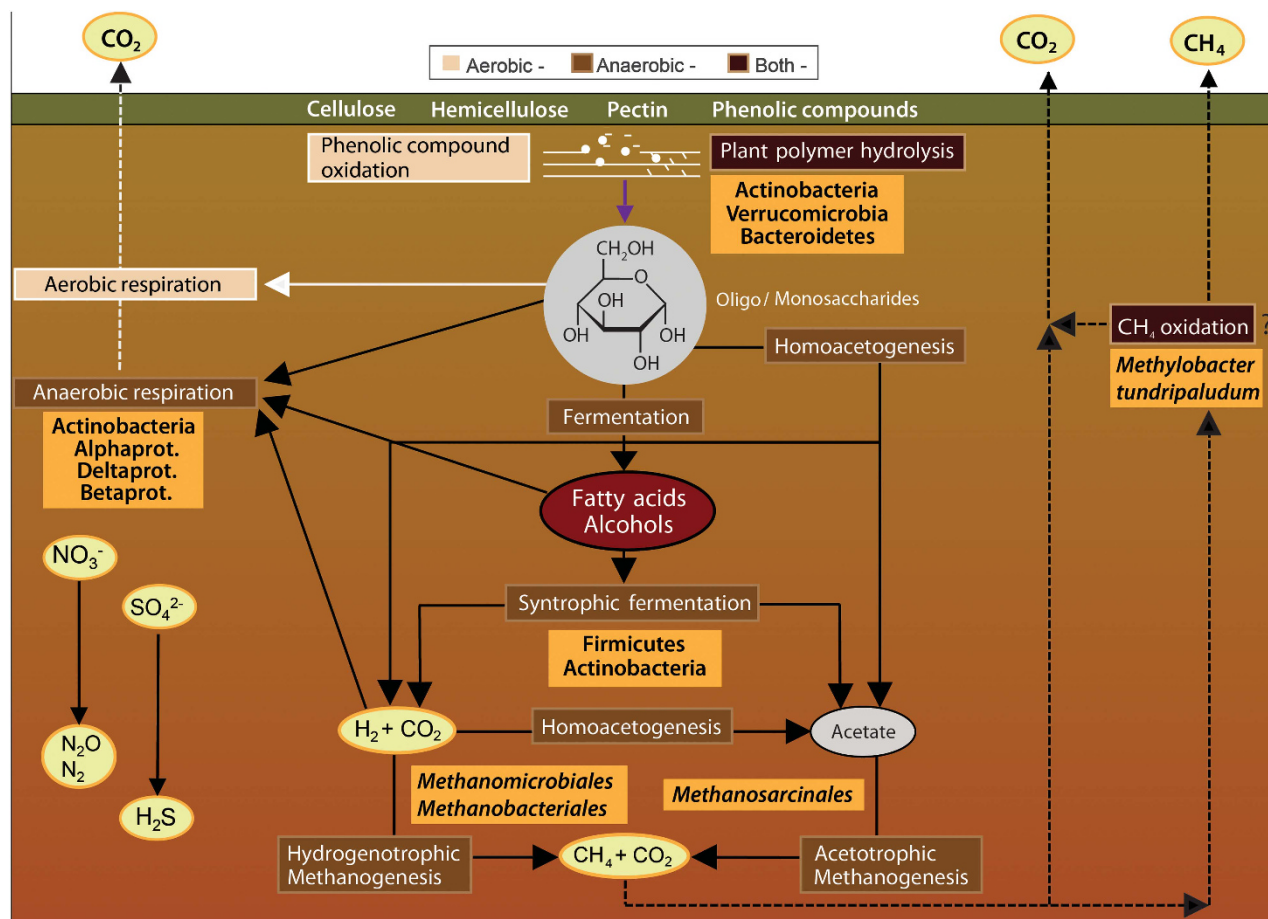 CO2
CO2
CH4
Aerobic -
Anaerobic -
Both -
Cellulose
Hemicellulose
Pectin
Phenolic compounds
Phenolic compound
oxidation
Plant polymer hydrolysis
Actinobacteria
Verrucomicrobia
Bacteroidetes
CH2OH
O
OH
OH
OH
OH
Oligo/Monosaccharides
Aerobic respiration
CH4 oxidation ?
Methylobacter
tundripaludum
Homoacetogenesis
Anaerobic respiration
Actinobacteria
Alphaprot.
Deltaprot.
Betaprot.
Fermentation
Fatty acids
Alcohols
NO3-
SO42-
Syntrophic fermentation
Firmicutes
Actinobacteria
H2 + CO2
Homoacetogenesis
Acetate
N2O
N2
H2S
Methanomicrobiales
Methanobacteriales
Methanosarcinales
Hydrogenotrophic
Methanogenesis
CH4 + CO2
Acetotrophic
Methanogenesis